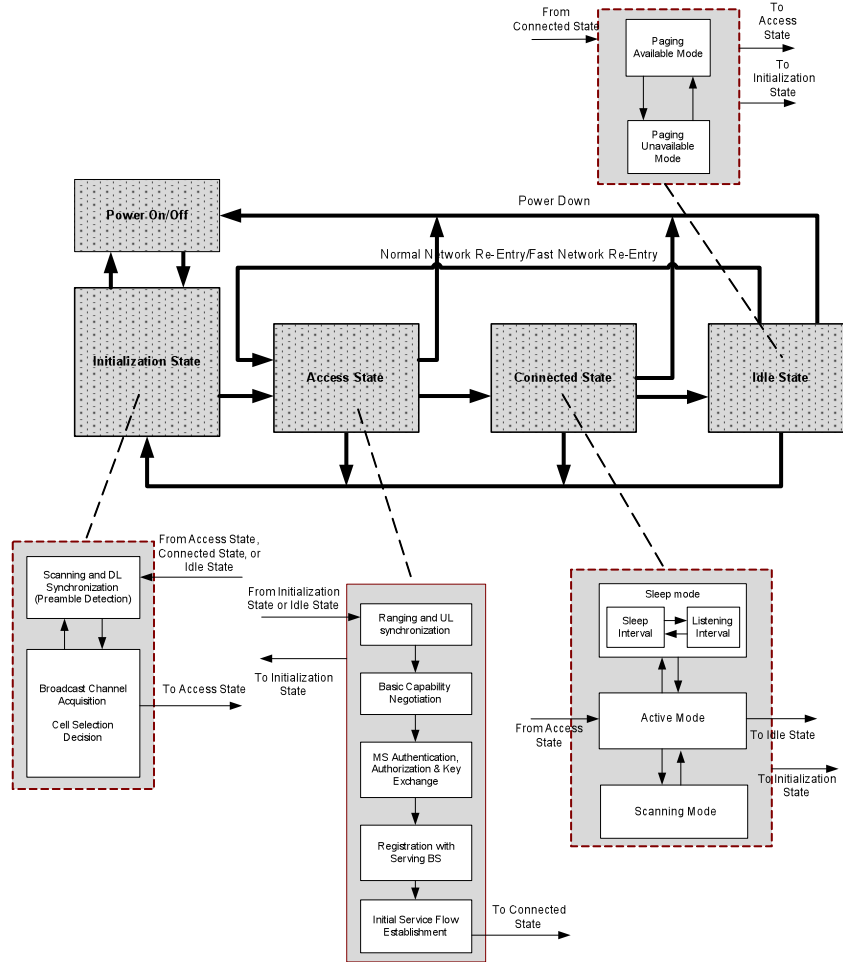 From
Connected State
Paging
Available Mode
To
Access
State
To
Initialization
State
Paging
Unavailable
Mode
Power On/Off
Power Down
Normal Network Re-Entry/Fast Network Re-Entry
Initialization State
Access State
Connected State
Idle State
From Access State,
Connected State, or
Idle State
Scanning and DL
Synchronization
(Preamble Detection)
Broadcast Channel
Acquisition
Cell Selection
Decision
To Access State
From Initialization
State or Idle State
To Initialization
State
Ranging and UL
synchronization
Basic Capability
Negotiation
MS Authentication,
Authorization & Key
Exchange
Registration with
Serving BS
Initial Service Flow
Establishment
To Connected
State
Sleep mode
Sleep
Interval
Listening
Interval
Active Mode
From Access
State
To Idle State
To Initialization
State
Scanning Mode